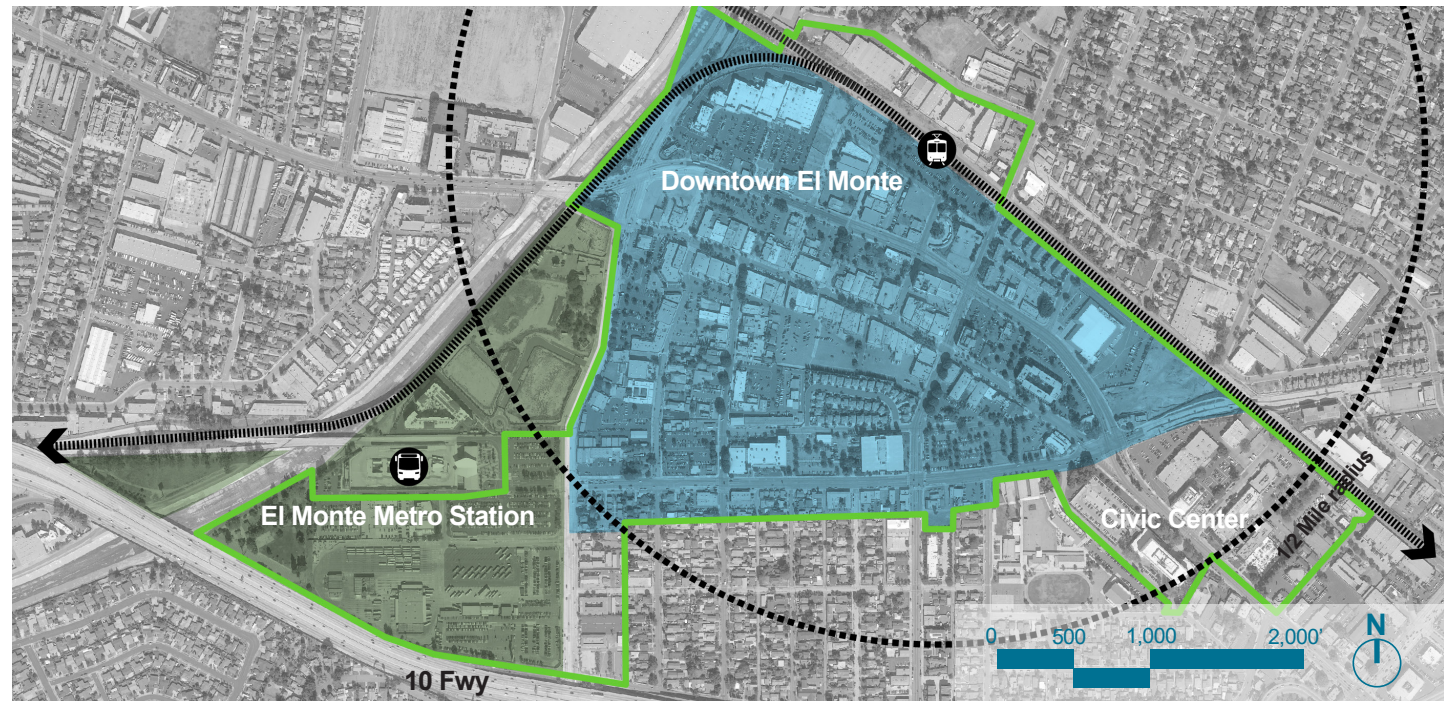 Downtown El Monte
El Monte Metro Station
Civic Center
1/2 Mile radius
10 Fwy
0 500 1,000 2,000'
N